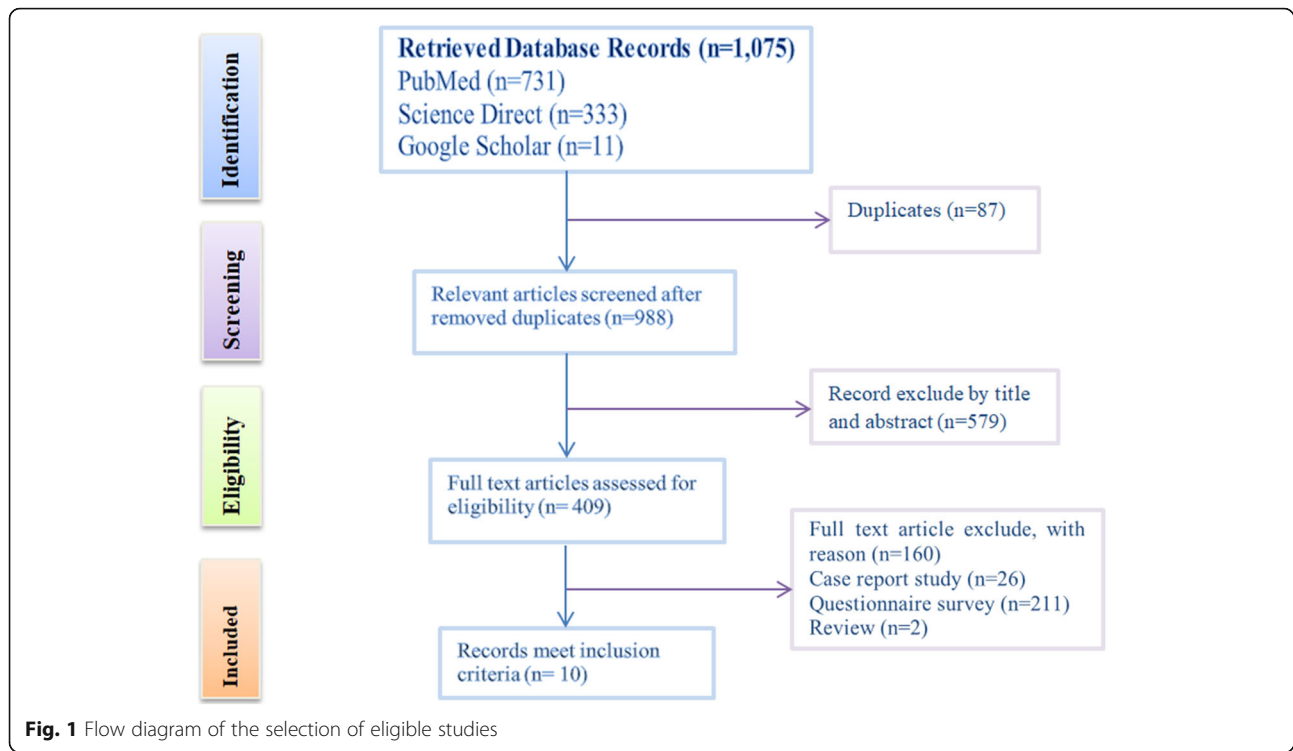 Identification
Retrieved Database Records (n=1,075)
PubMed (n=731)
Science Direct (n=333)
Google Scholar (n=11)
Duplicates (n=87)
Screening
Relevant articles screened after
removed duplicates (n=988)
Record exclude by title
and abstract (n=579)
Eligibility
Full text articles assessed for
eligibility (n= 409)
Full text article exclude, with
reason (n=160)
Case report study (n=26)
Questionnaire survey (n=211)
Review (n=2)
Included
Records meet inclusion
criteria (n= 10)
Fig. 1 Flow diagram of the selection of eligible studies